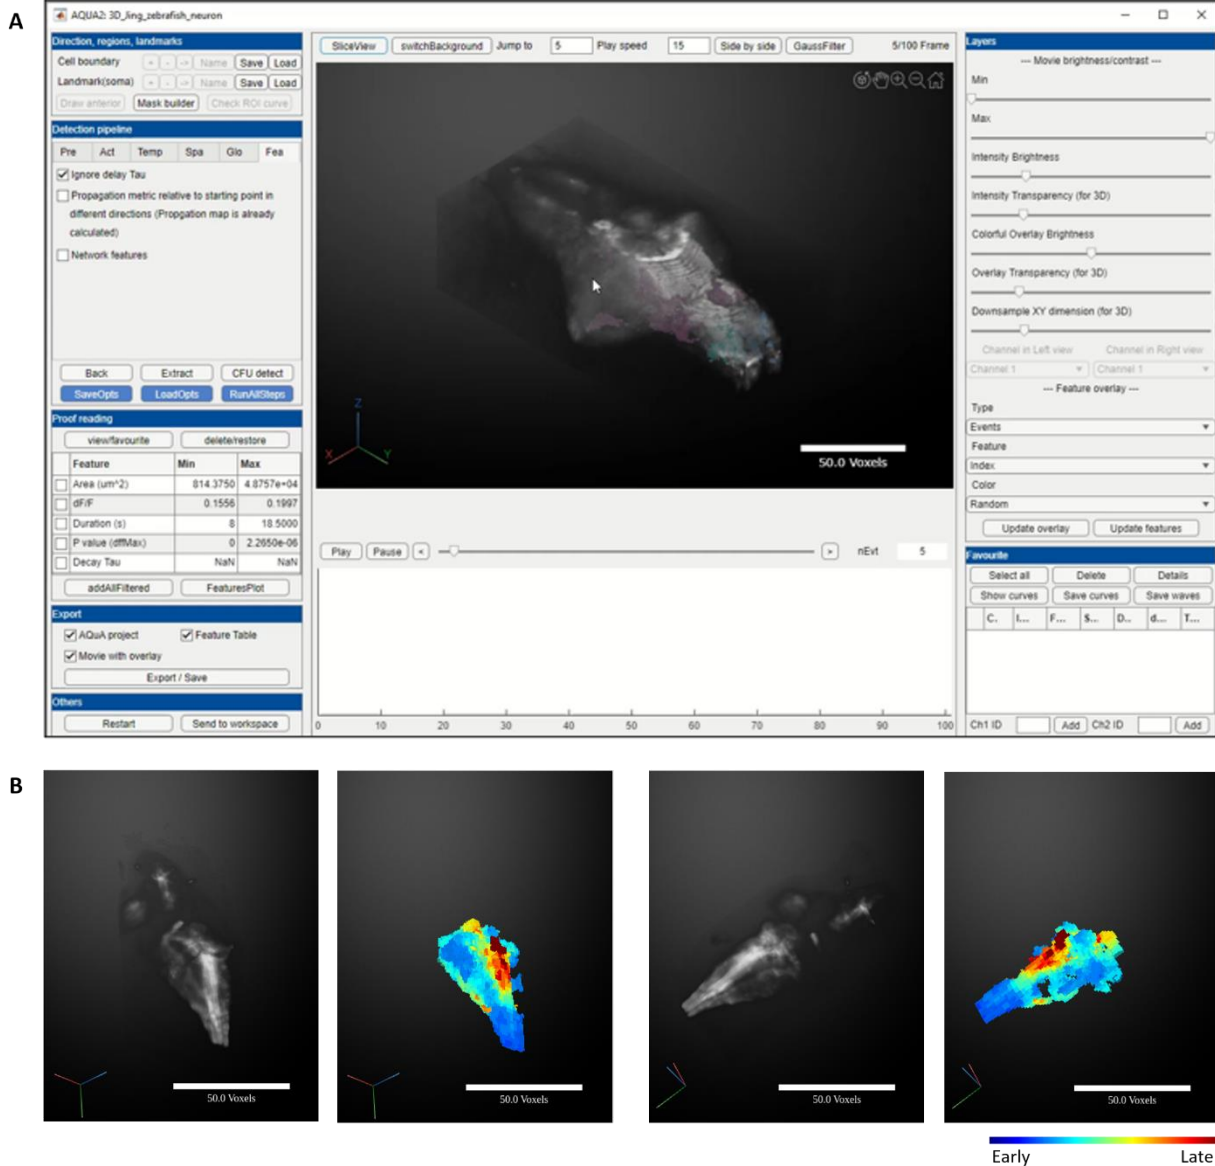 A
AQUA2: 3D_Jing_zebrafish_neuron
Direction, regions, landmarks
Cell boundary + - -> Name Save Load
Landmark(soma) + - -> Name Save Load
Draw anterior Mask builder Check ROI curve
Detection pipeline
Pre Act Temp Spa Glo Fea
Ignore delay Tau
Propagation metric relative to starting point in
different directions (Propgation map is already
calculated)
Network features
Back Extract CFU detect
SaveOpts LoadOpts RunAllSteps
Proof reading
view/favourite delete/restore
Feature Min Max
Area (um^2) 814.3750 4.8757e+04
dF/F 0.1556 0.1997
Duration (s) 8 18.5000
P value (dffMax) 0 2.2650e-06
Decay Tau NaN NaN
addAllFiltered FeaturesPlot
Export
AQuA project Feature Table
Movie with overlay
Export / Save
Others
Restart Send to workspace
SliceView switchBackground Jump to 5 Play speed 15 Side by side GaussFilter 5/100 Frame
Z
X Y
50.0 Voxels
Play Pause < > nEvt 5
0 10 20 30 40 50 60 70 80 90 100
Layers
--- Movie brightness/contrast ---
Min
Max
Intensity Brightness
Intensity Transparency (for 3D)
Colorful Overlay Brightness
Overlay Transparency (for 3D)
Downsample XY dimension (for 3D)
Channel in Left view Channel in Right view
Channel 1 Channel 1
--- Feature overlay ---
Type
Events
Feature
Index
Color
Random
Update overlay Update features
Favourite
Select all Delete Details
Show curves Save curves Save waves
C. I... F... S... D.. d... T...
Ch1 ID Add Ch2 ID Add
B
50.0 Voxels
50.0 Voxels
50.0 Voxels
50.0 Voxels
Early Late